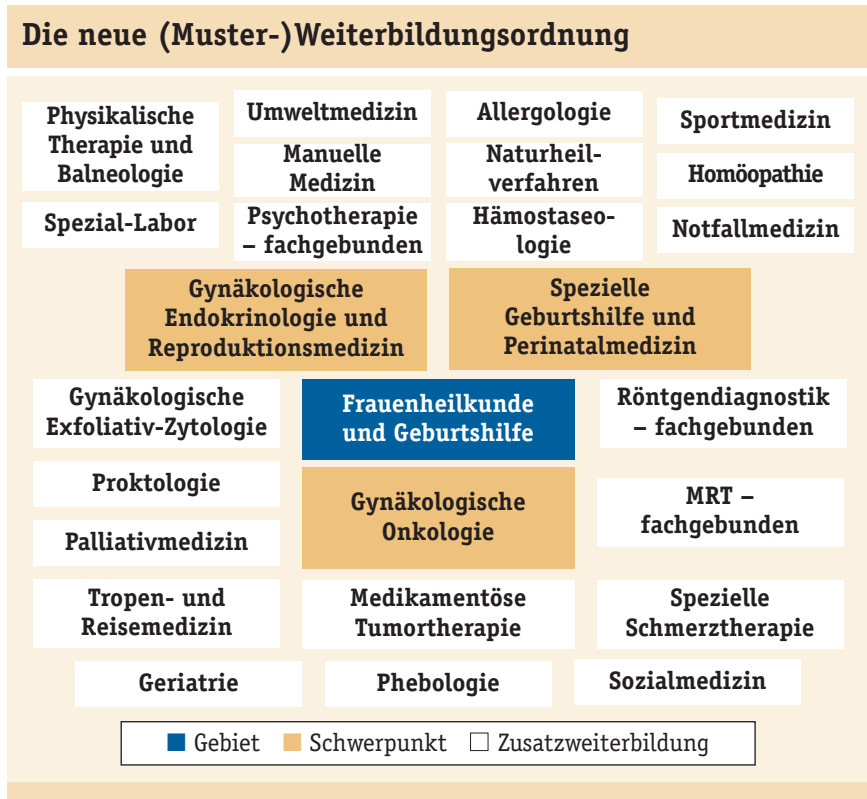 Die neue (Muster-)Weiterbildungsordnung
Physikalische
Therapie und
Balneologie
Umweltmedizin
Allergologie
Sportmedizin
Manuelle
Medizin
Naturheil-
verfahren
Homöopathie
Spezial-Labor
Psychotherapie
– fachgebunden
Hämostaseo-
logie
Notfallmedizin
Gynäkologische
Endokrinologie und
Reproduktionsmedizin
Spezielle
Geburtshilfe und
Perinatalmedizin
Gynäkologische
Exfoliativ-Zytologie
Frauenheilkunde
und Geburtshilfe
Röntgendiagnostik
– fachgebunden
Proktologie
Gynäkologische
Onkologie
MRT –
fachgebunden
Palliativmedizin
Tropen- und
Reisemedizin
Medikamentöse
Tumortherapie
Spezielle
Schmerztherapie
Geriatrie
Phebologie
Sozialmedizin
Gebiet Schwerpunkt Zusatzweiterbildung